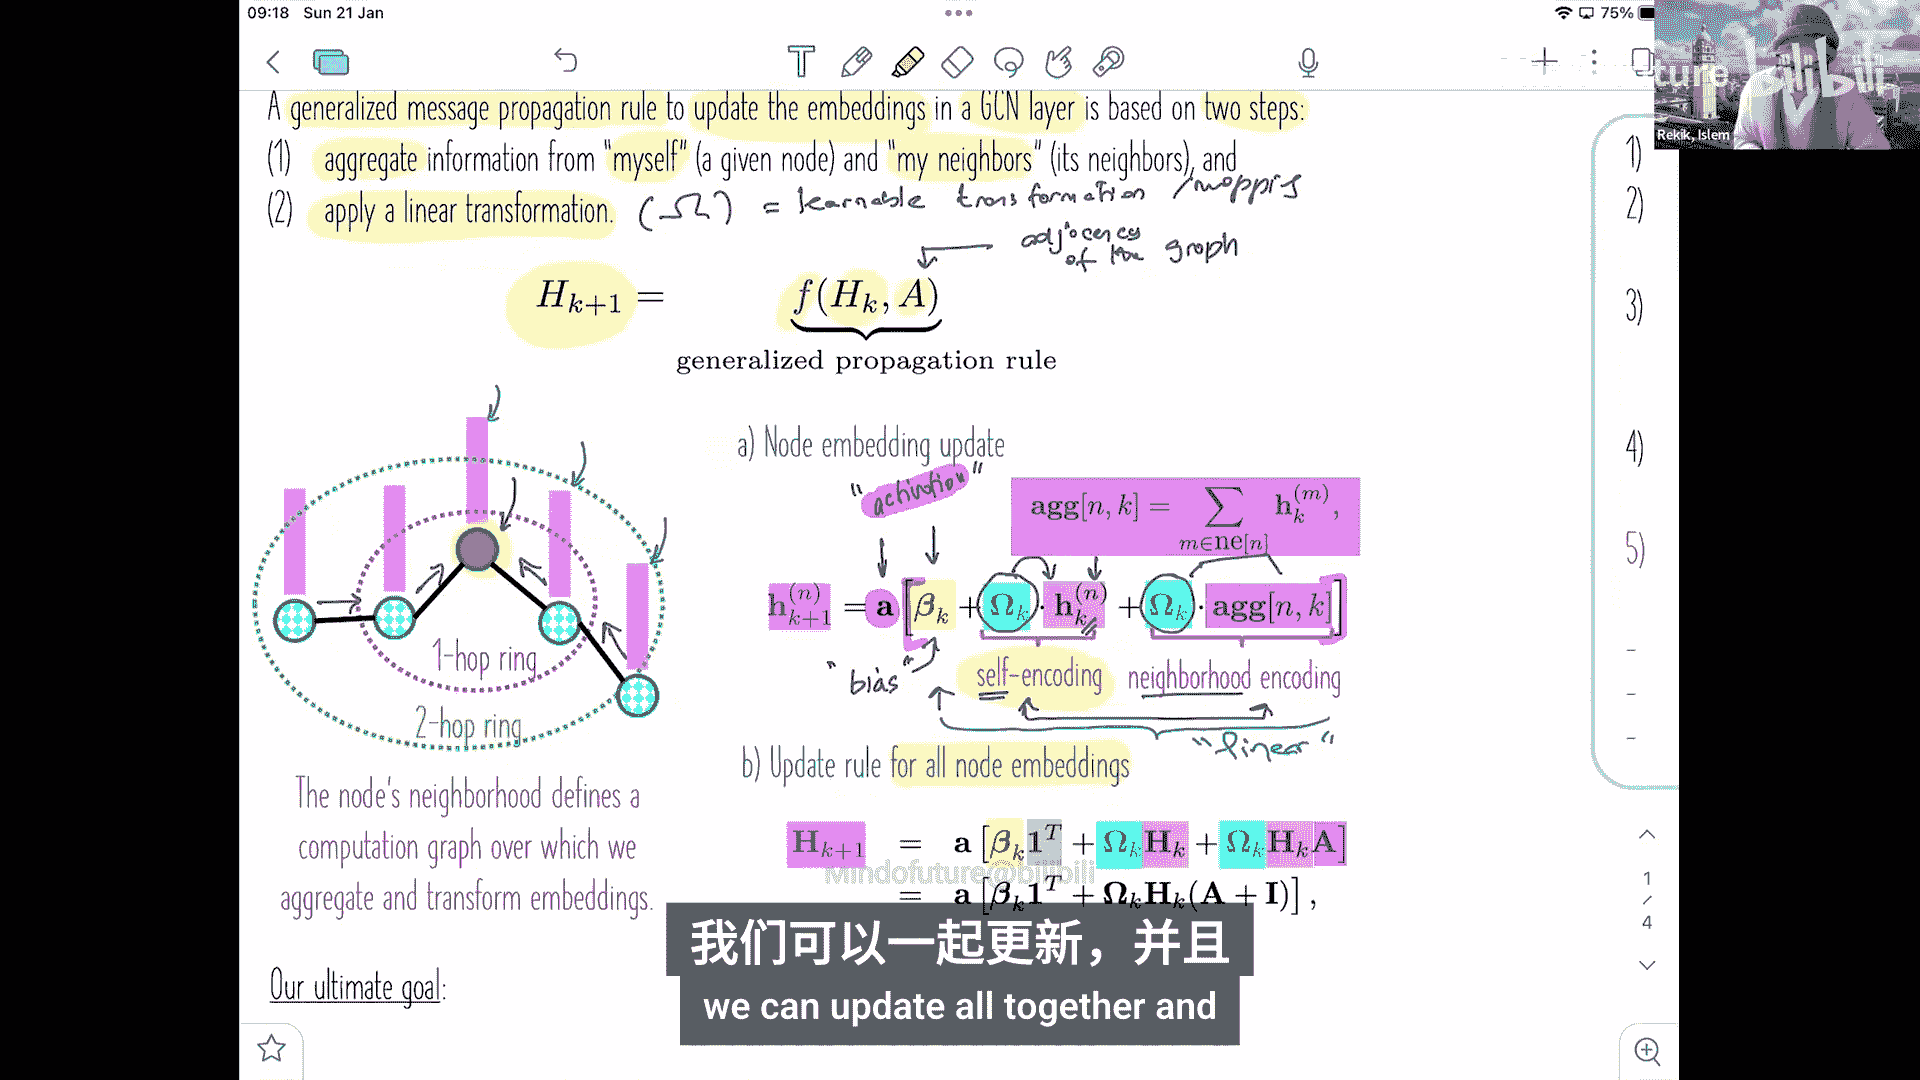 09:18 Sun 21 Jan
75%
ture bilibili
Rekik, Islem
A generalized message propagation rule to update the embeddings in a GCN layer is based on two steps:
(1) aggregate information from "myself" (a given node) and "my neighbors" (its neighbors), and
(2) apply a linear transformation. (Ω) = learnable transformation / mapping
adjacency of the graph
H_{k+1} = f(H_k, A)
generalized propagation rule
1-hop ring
2-hop ring
The node's neighborhood defines a
computation graph over which we
aggregate and transform embeddings.
a) Node embedding update
"activation"
agg[n, k] = ∑_{m∈ne[n]} h_k^{(m)},
h_{k+1}^{(n)} = a [β_k + Ω_k · h_k^{(n)} + Ω_k · agg[n, k]]
"bias"
self-encoding neighborhood encoding
"linear"
b) Update rule for all node embeddings
H_{k+1} = a [β_k 1^T + Ω_k H_k + Ω_k H_k A]
Mindofuture@bilibili
= a [β_k 1^T + Ω_k H_k (A + I)],
Our ultimate goal:
我们可以一起更新，并且
we can update all together and
1)
2)
3)
4)
5)
-
-
-
1
/
4